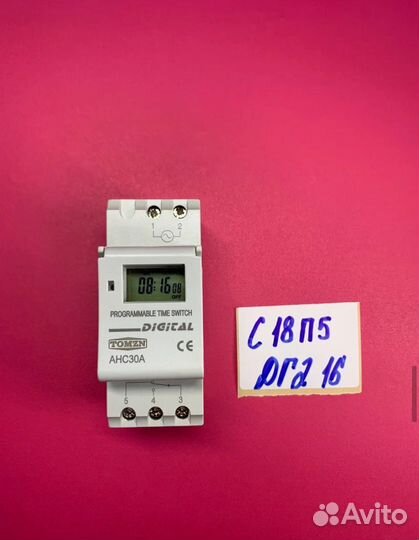 1 2
08:16 08
OFF
PROGRAMMABLE TIME SWITCH
DIGITAL
TOMZN
CE
AHC30A
5 4 3
С 18 П5
ДГ2 16
Avito